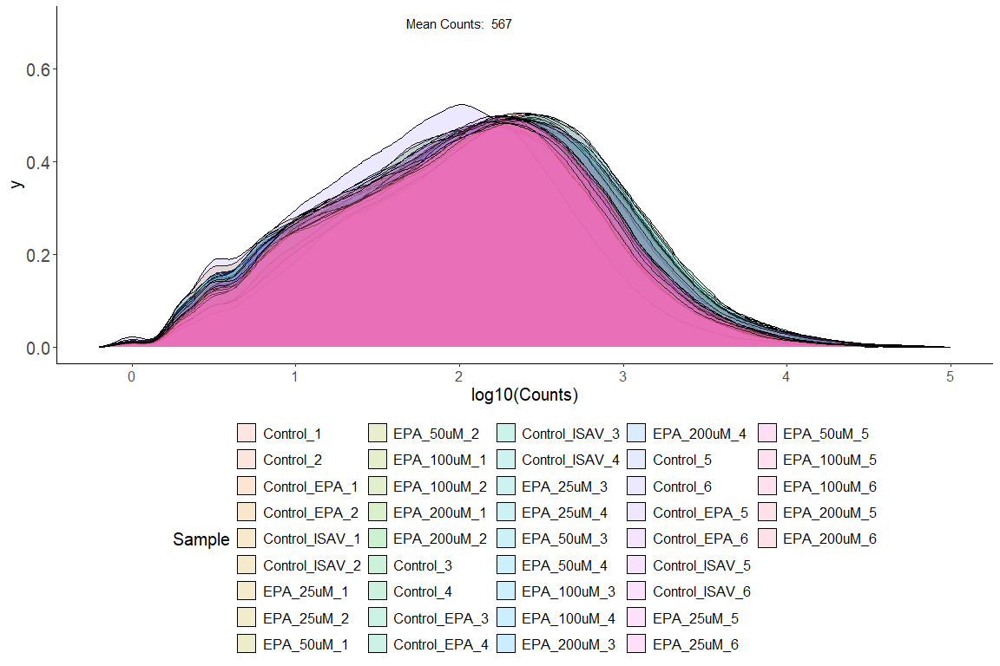 Mean Counts:  567
0.6
0.4
0.2
0.0
y
0 1 2 3 4 5
log10(Counts)
Sample
Control_1 EPA_50uM_2 Control_ISAV_3 EPA_200uM_4 EPA_50uM_5
Control_2 EPA_100uM_1 Control_ISAV_4 Control_5 EPA_100uM_5
Control_EPA_1 EPA_100uM_2 EPA_25uM_3 Control_6 EPA_100uM_6
Control_EPA_2 EPA_200uM_1 EPA_25uM_4 Control_EPA_5 EPA_200uM_5
Control_ISAV_1 EPA_200uM_2 EPA_50uM_3 Control_EPA_6 EPA_200uM_6
Control_ISAV_2 Control_3 EPA_50uM_4 Control_ISAV_5
EPA_25uM_1 Control_4 EPA_100uM_3 Control_ISAV_6
EPA_25uM_2 Control_EPA_3 EPA_100uM_4 EPA_25uM_5
EPA_50uM_1 Control_EPA_4 EPA_200uM_3 EPA_25uM_6